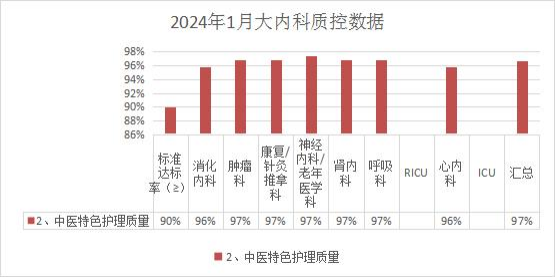 2024年1月大内科质控数据
98%
96%
94%
92%
90%
88%
86%
标准
达标
率（≥）
消化
内科
肿瘤
科
康复/
针灸
推拿
科
神经
内科/
老年
医学
科
肾内
科
呼吸
科
RICU
心内
科
ICU
汇总
2、中医特色护理质量 90% 96% 97% 97% 97% 97% 97% 96% 97%
2、中医特色护理质量